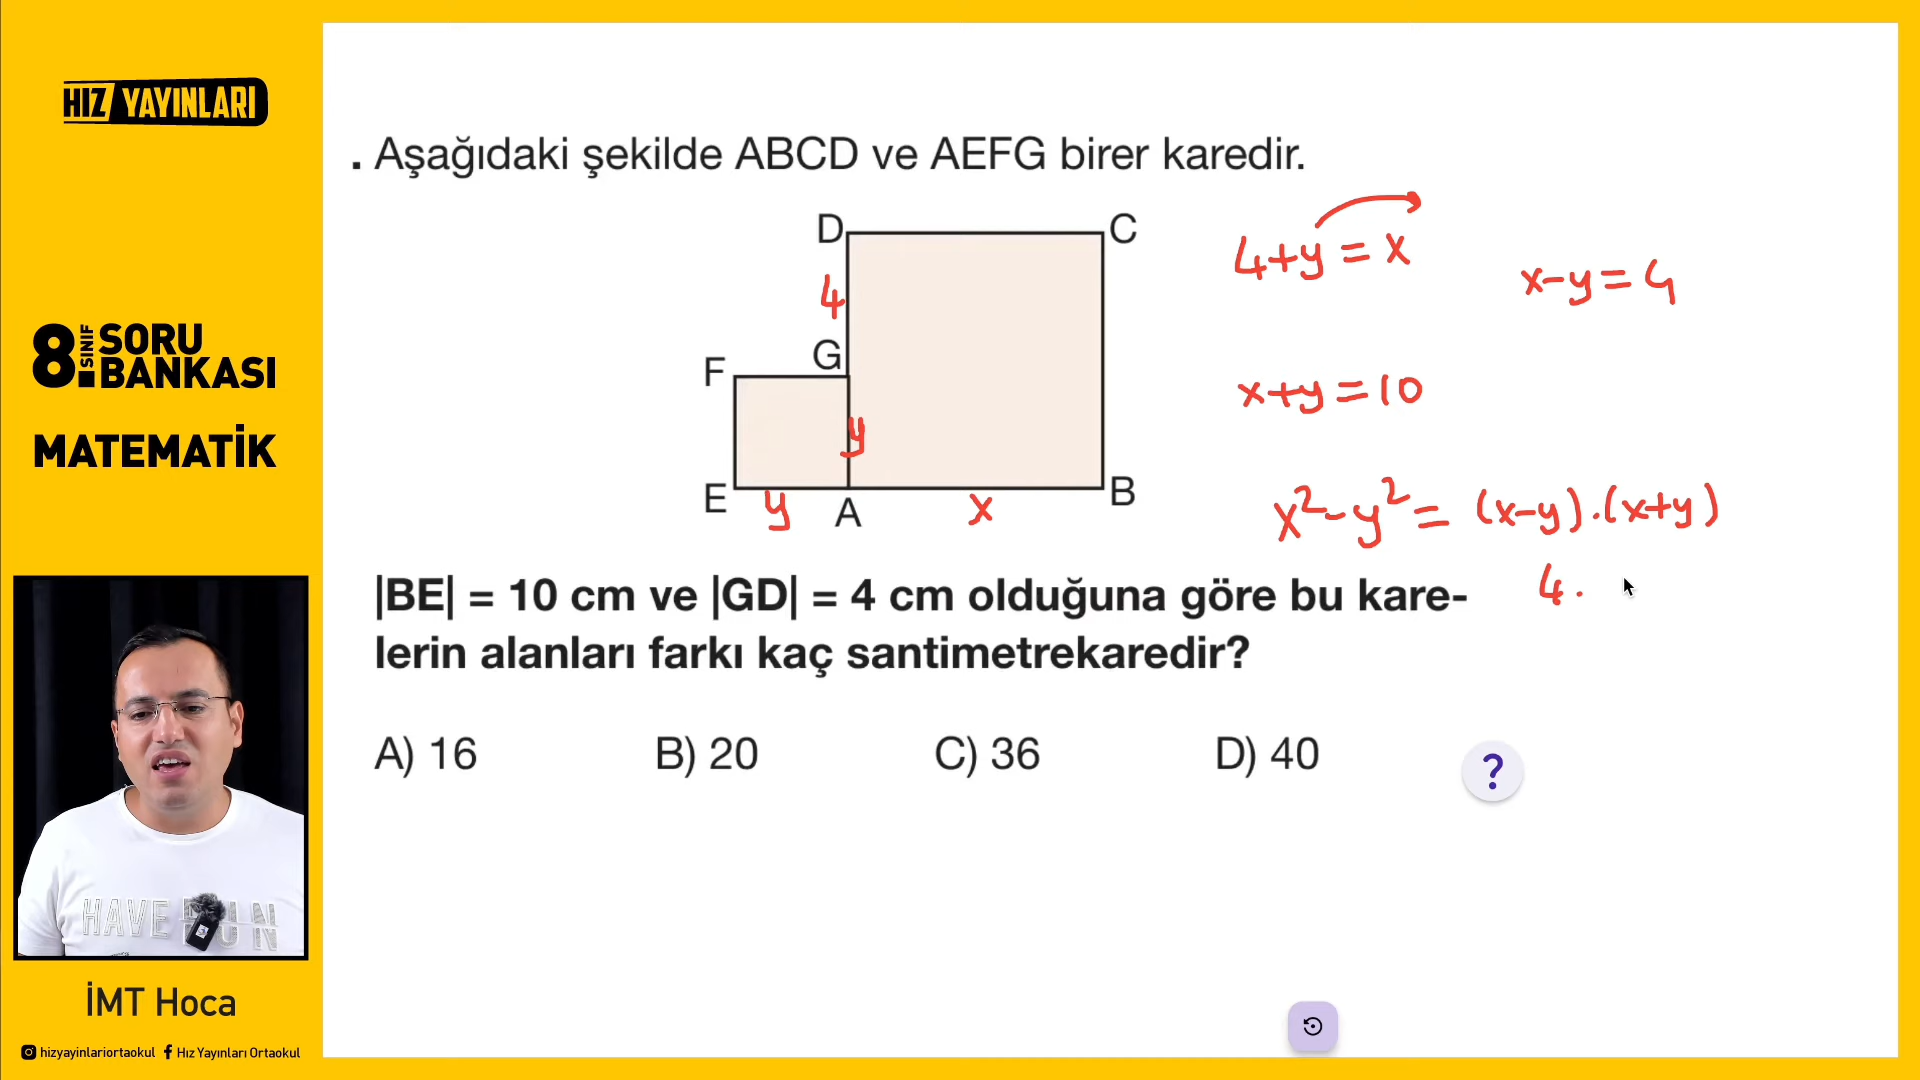 HIZ YAYINLARI
8. SINIF SORU BANKASI
MATEMATİK
. Aşağıdaki şekilde ABCD ve AEFG birer karedir.
D C
4
G
F
y
E A B
y x
4+y=x
x-y=4
x+y=10
x²-y²=(x-y).(x+y)
4.
|BE| = 10 cm ve |GD| = 4 cm olduğuna göre bu kare-
lerin alanları farkı kaç santimetrekaredir?
A) 16 B) 20 C) 36 D) 40
?
HAVE FUN
İMT Hoca
hizyayinlariortaokul Hız Yayınları Ortaokul